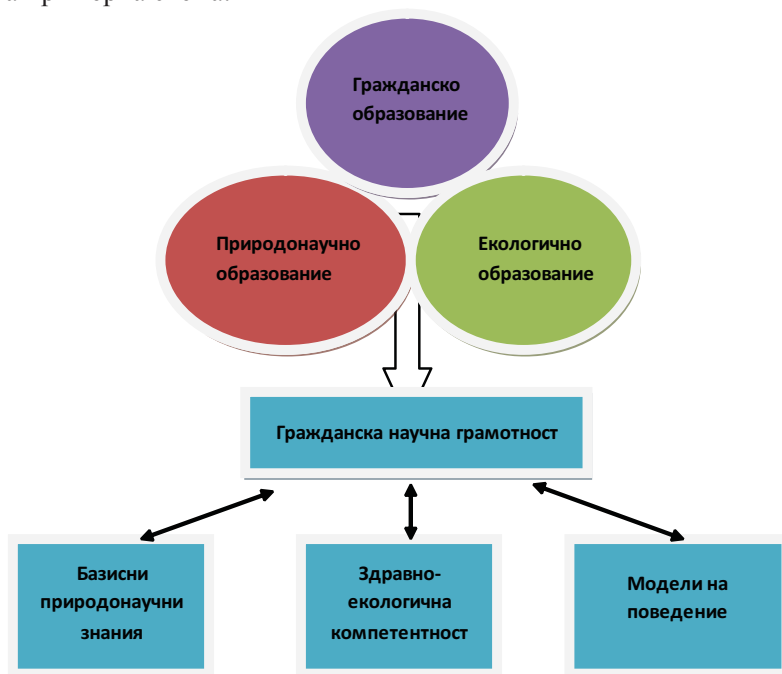 Гражданско
образование
Природонаучно
образование
Екологично
образование
Гражданска научна грамотност
Базисни
природонаучни
знания
Здравно-
екологична
компетентност
Модели на
поведение